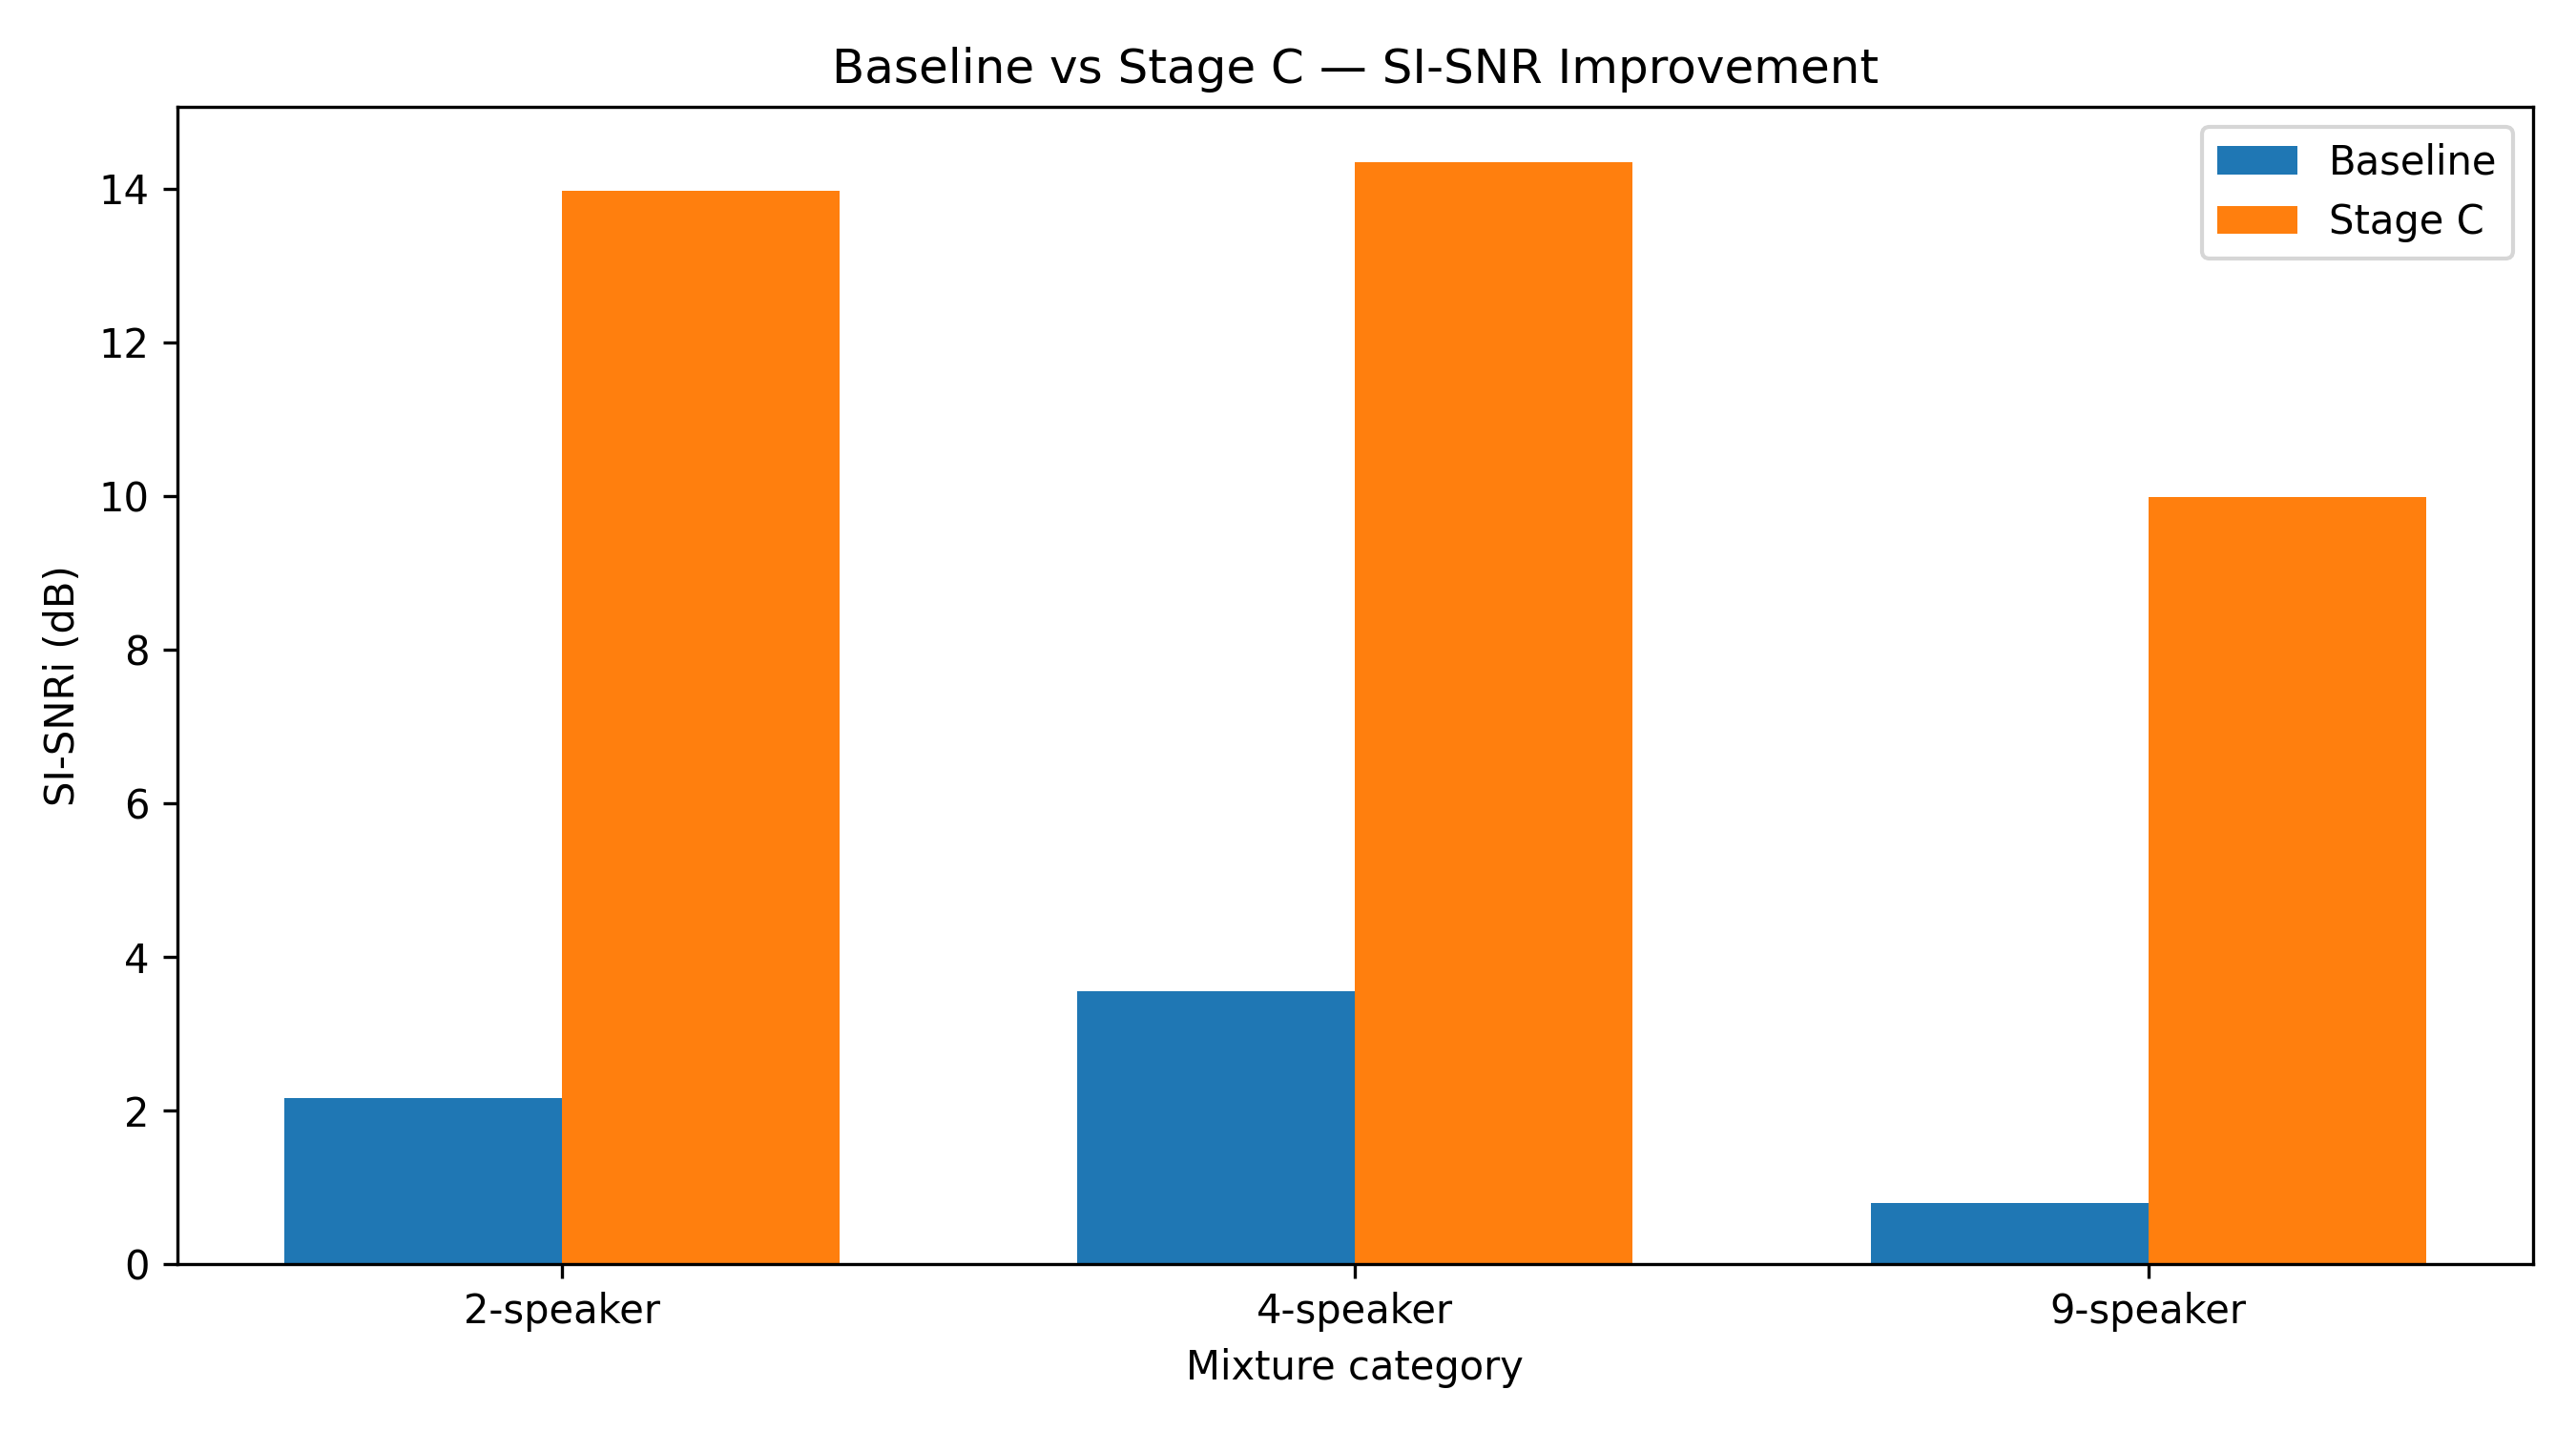 Baseline vs Stage C — SI-SNR Improvement
Baseline
Stage C
SI-SNRi (dB)
14
12
10
8
6
4
2
0
2-speaker
4-speaker
9-speaker
Mixture category